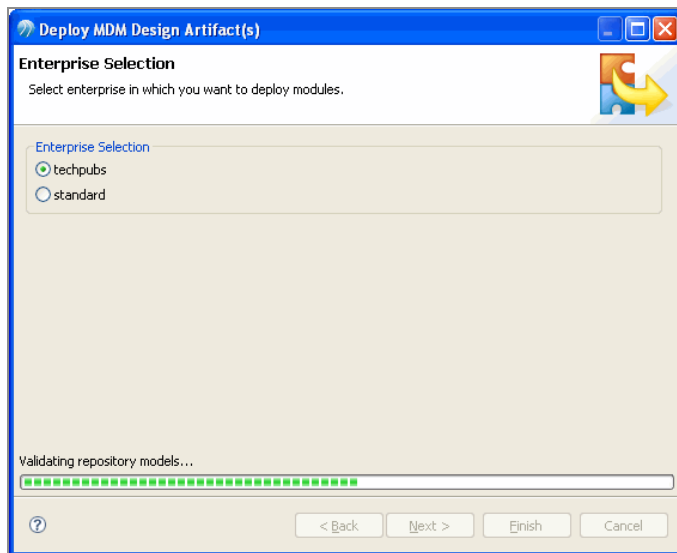 Deploy MDM Design Artifact(s)
Enterprise Selection
Select enterprise in which you want to deploy modules.
Enterprise Selection
techpubs
standard
Validating repository models...
?
< Back
Next >
Finish
Cancel